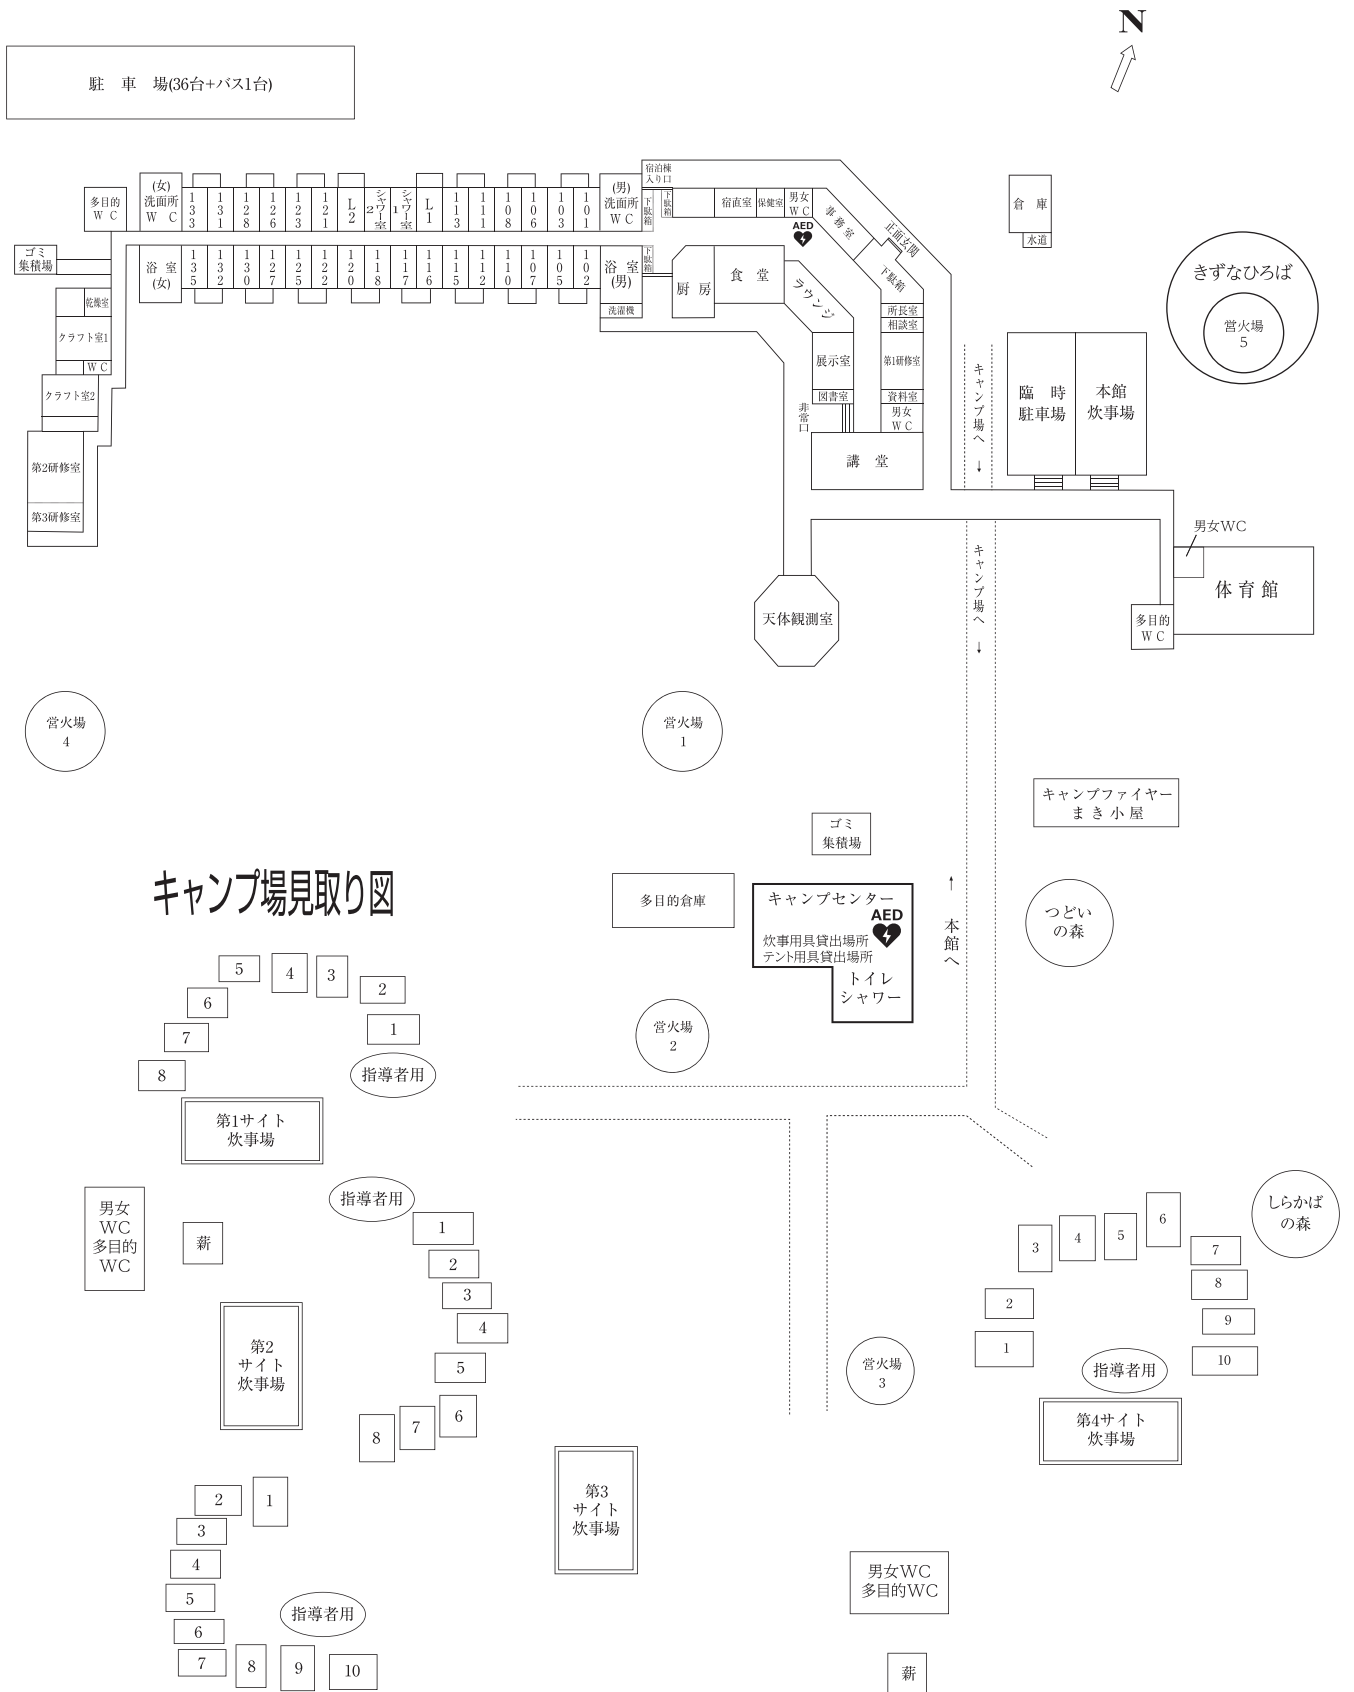 N
駐 車 場(36台+バス1台)
宿泊棟
入り口
多目的
W C
(女)
洗面所
W C
133
131
128
126
123
121
L2
シャワー室2
シャワー室1
L1
113
111
108
106
103
101
(男)
洗面所
W C
下駄箱
下駄箱
宿直室
保健室
男女
W C
AED
事務室
正面玄関
下駄箱
倉 庫
水道
ゴミ
集積場
浴 室
(女)
135
132
130
127
125
122
120
118
117
116
115
112
110
107
105
102
浴 室
(男)
下駄箱
洗濯機
厨 房
食 堂
ラウンジ
所長室
相談室
きずなひろば
営火場
5
乾燥室
クラフト室1
W C
クラフト室2
展示室
第1研修室
図書室
資料室
非常口
男女
W C
講 堂
キャンプ場へ ↓
臨 時
駐車場
本館
炊事場
第2研修室
第3研修室
キャンプ場へ ↓
男女WC
体 育 館
多目的
W C
天体観測室
営火場
4
営火場
1
キャンプファイヤー
ま き 小 屋
ゴミ
集積場
キャンプ場見取り図
多目的倉庫
キャンプセンター
AED
炊事用具貸出場所
テント用具貸出場所
トイレ
シャワー
↑ 本館へ
つどい
の森
営火場
2
5
4
3
2
6
1
7
8
指導者用
第1サイト
炊事場
男女
WC
多目的
WC
薪
指導者用
1
2
3
4
5
6
7
8
第2
サイト
炊事場
しらかば
の森
6
5
4
3
7
8
2
9
1
10
指導者用
営火場
3
第4サイト
炊事場
1
2
3
4
5
6
7
8
9
10
指導者用
第3
サイト
炊事場
男女WC
多目的WC
薪